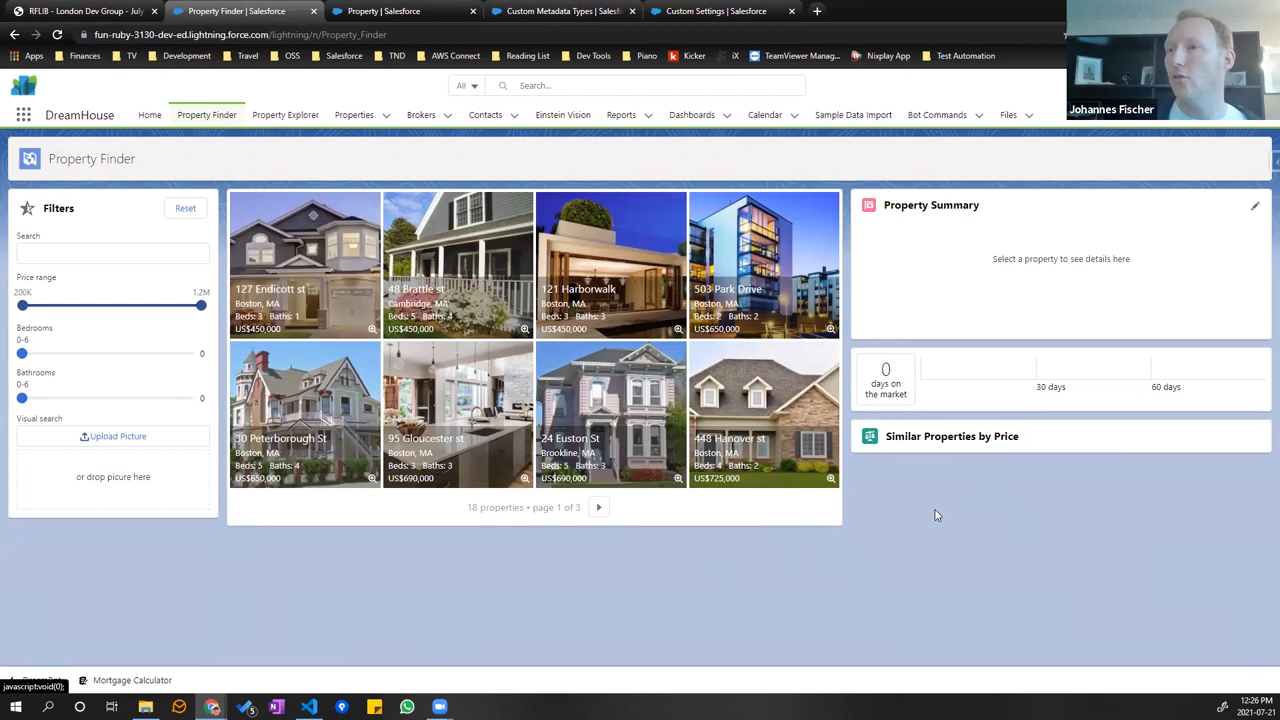 RFLIB - London Dev Group - July
Property Finder | Salesforce
Property | Salesforce
Custom Metadata Types | Salesf
Custom Settings | Salesforce
fun-ruby-3130-dev-ed.lightning.force.com/lightning/n/Property_Finder
Apps Finances TV Development Travel OSS Salesforce TND AWS Connect Reading List Dev Tools Piano Kicker iX TeamViewer Manag... Nixplay App Test Automation
Johannes Fischer
All Search...
DreamHouse Home Property Finder Property Explorer Properties Brokers Contacts Einstein Vision Reports Dashboards Calendar Sample Data Import Bot Commands Files
Property Finder
Filters
Reset
Search
Price range
200K 1.2M
Bedrooms
0-6
0
Bathrooms
0-6
0
Visual search
Upload Picture
or drop picure here
127 Endicott st
Boston, MA
Beds: 3 Baths: 1
US$450,000
48 Brattle st
Cambridge, MA
Beds: 5 Baths: 4
US$450,000
121 Harborwalk
Boston, MA
Beds: 3 Baths: 3
US$450,000
503 Park Drive
Boston, MA
Beds: 2 Baths: 2
US$650,000
30 Peterborough St
Boston, MA
Beds: 5 Baths: 4
US$650,000
95 Gloucester st
Boston, MA
Beds: 3 Baths: 3
US$690,000
24 Euston St
Brookline, MA
Beds: 5 Baths: 3
US$690,000
448 Hanover st
Boston, MA
Beds: 4 Baths: 2
US$725,000
18 properties • page 1 of 3
Property Summary
Select a property to see details here
0
days on
the market
30 days
60 days
Similar Properties by Price
Mortgage Calculator
javascript:void(0);
5
12:26 PM
2021-07-21